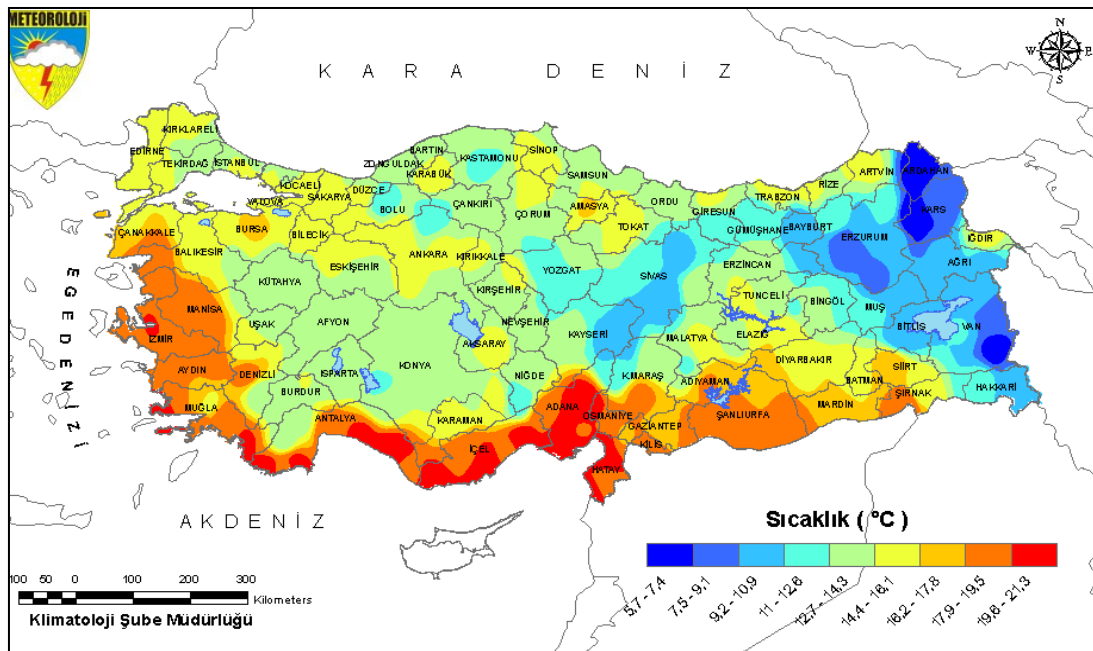 METEOROLOJİ
N
W E
S
KARA DENİZ
KIRKLARELİ
EDİRNE
TEKİRDAĞ
İSTANBUL
KOCAELİ
YALOVA
SAKARYA
DÜZCE
ZONGULDAK
BARTIN
KARABÜK
KASTAMONU
SİNOP
SAMSUN
BOLU
ÇANKIRI
ÇORUM
AMASYA
TOKAT
ORDU
GİRESUN
TRABZON
RİZE
ARTVİN
ARDAHAN
KARS
GÜMÜŞHANE
BAYBURT
ERZURUM
IĞDIR
AĞRI
ÇANAKKALE
BALIKESİR
BURSA
BİLECİK
ESKİŞEHİR
ANKARA
KIRIKKALE
YOZGAT
SİVAS
ERZİNCAN
TUNCELİ
BİNGÖL
MUŞ
BİTLİS
VAN
KÜTAHYA
KIRŞEHİR
NEVŞEHİR
KAYSERİ
MALATYA
ELAZIĞ
DİYARBAKIR
BATMAN
SİİRT
ŞIRNAK
HAKKARİ
MANİSA
UŞAK
AFYON
İZMİR
AYDIN
DENİZLİ
ISPARTA
BURDUR
KONYA
AKSARAY
NİĞDE
K.MARAŞ
ADIYAMAN
MARDİN
ŞANLIURFA
MUĞLA
ANTALYA
KARAMAN
İÇEL
ADANA
OSMANİYE
GAZİANTEP
KİLİS
HATAY
EGE DENİZİ
AKDENİZ
Sıcaklık ( °C )
5,7 - 7,4
7,5 - 9,1
9,2 - 10,9
11 - 12,6
12,7 - 14,3
14,4 - 16,1
16,2 - 17,8
17,9 - 19,5
19,6 - 21,3
100 50 0 100 200 300
Kilometers
Klimatoloji Şube Müdürlüğü